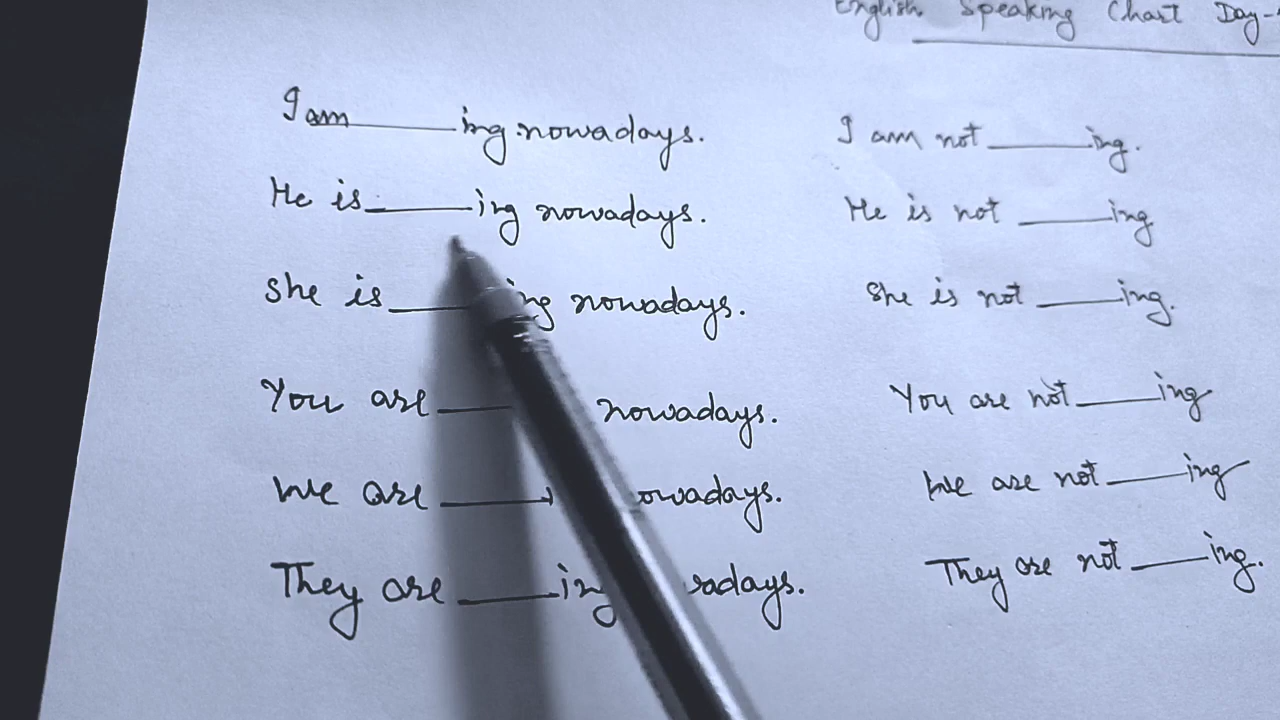 English Speaking Chart Day-
I am ____ing nowadays.
He is ____ing nowadays.
She is ____ing nowadays.
You are ____ nowadays.
We are ____
They are ____ing
I am not ____ing.
He is not ____ing
She is not ____ing.
You are not ____ing
We are not ____ing
They are not ____ing.